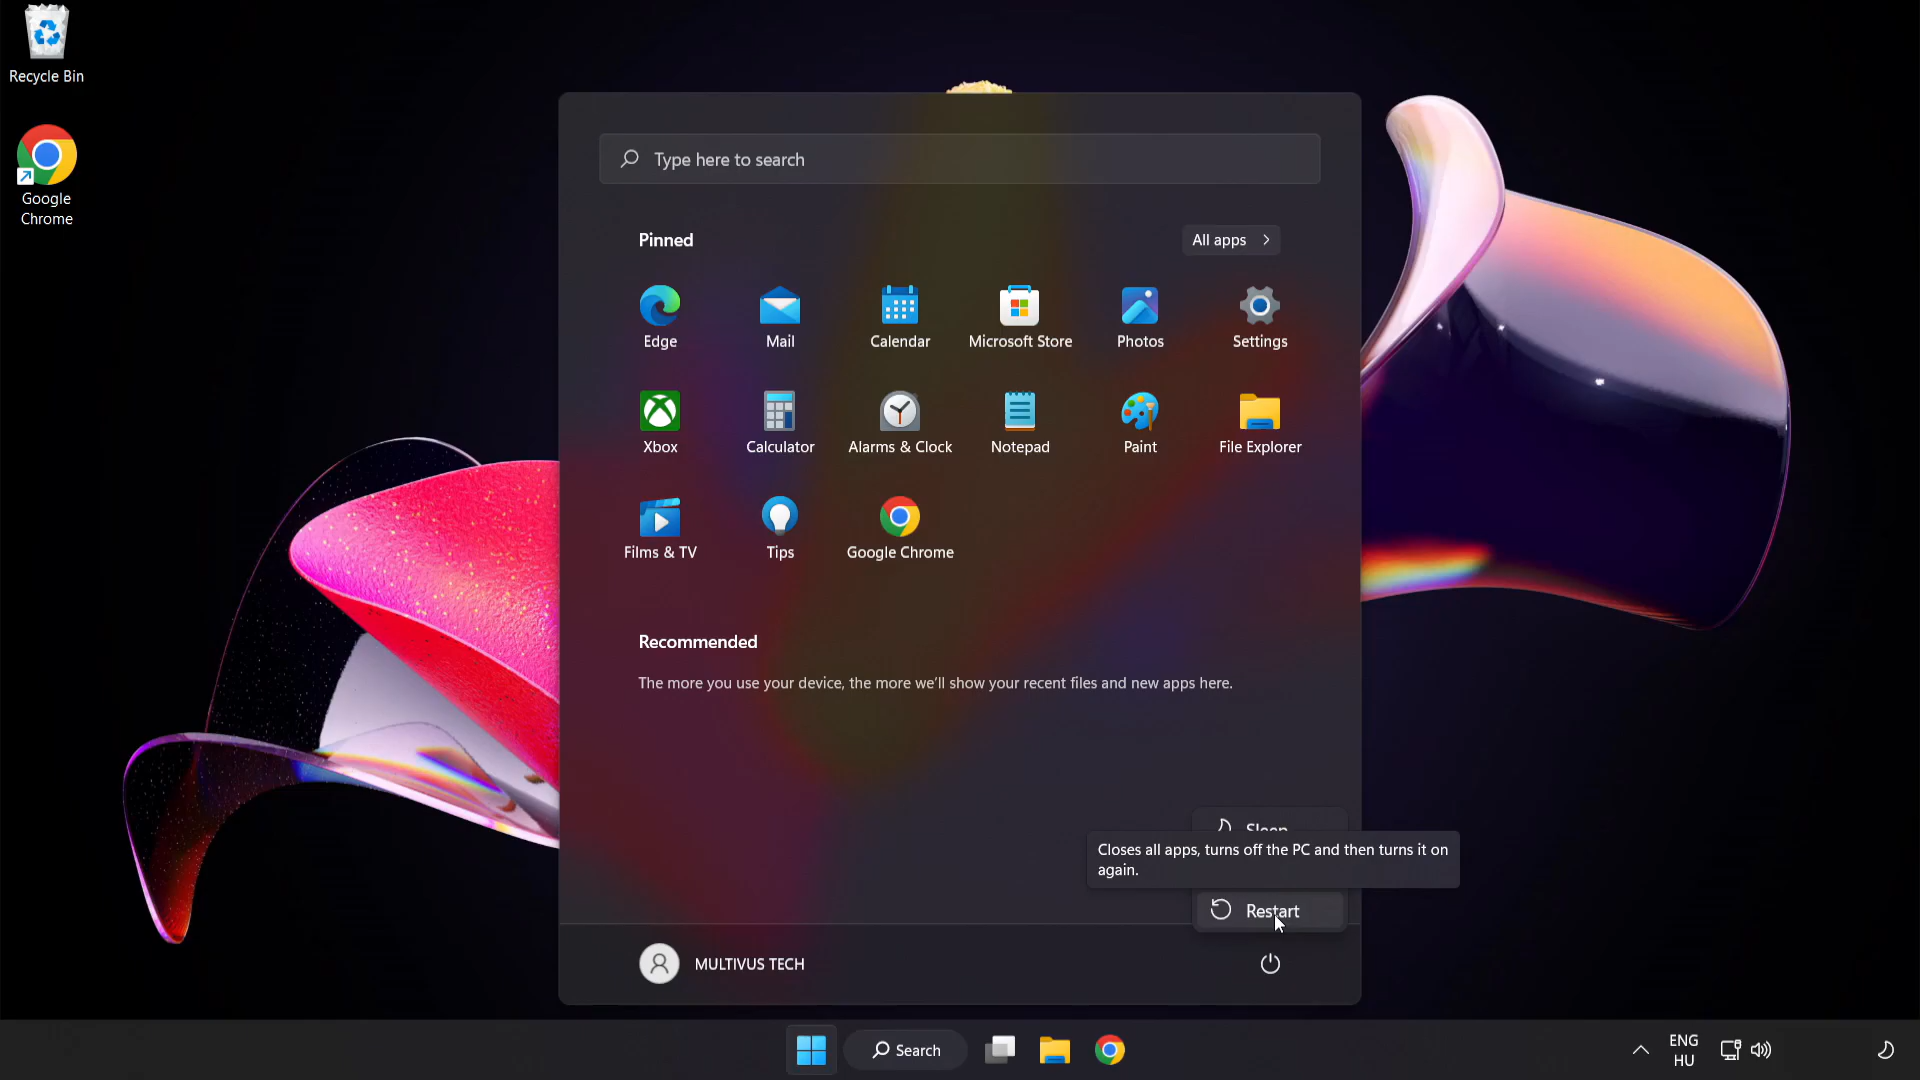 Recycle Bin
Google
Chrome
Type here to search
Pinned
All apps
Edge
Mail
Calendar
Microsoft Store
Photos
Settings
Xbox
Calculator
Alarms & Clock
Notepad
Paint
File Explorer
Films & TV
Tips
Google Chrome
Recommended
The more you use your device, the more we'll show your recent files and new apps here.
Sleep
Closes all apps, turns off the PC and then turns it on
again.
Restart
MULTIVUS TECH
Search
ENG
HU